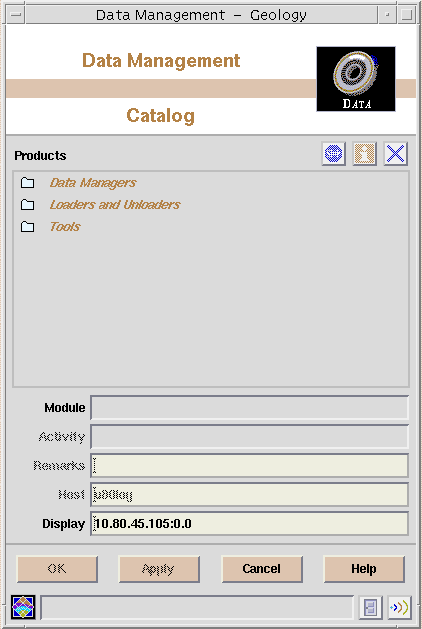 Data Management - Geology
Data Management
DATA
Catalog
Products
Data Managers
Loaders and Unloaders
Tools
Module
Activity
Remarks
Host
Display 10.80.45.105:0.0
OK Apply Cancel Help